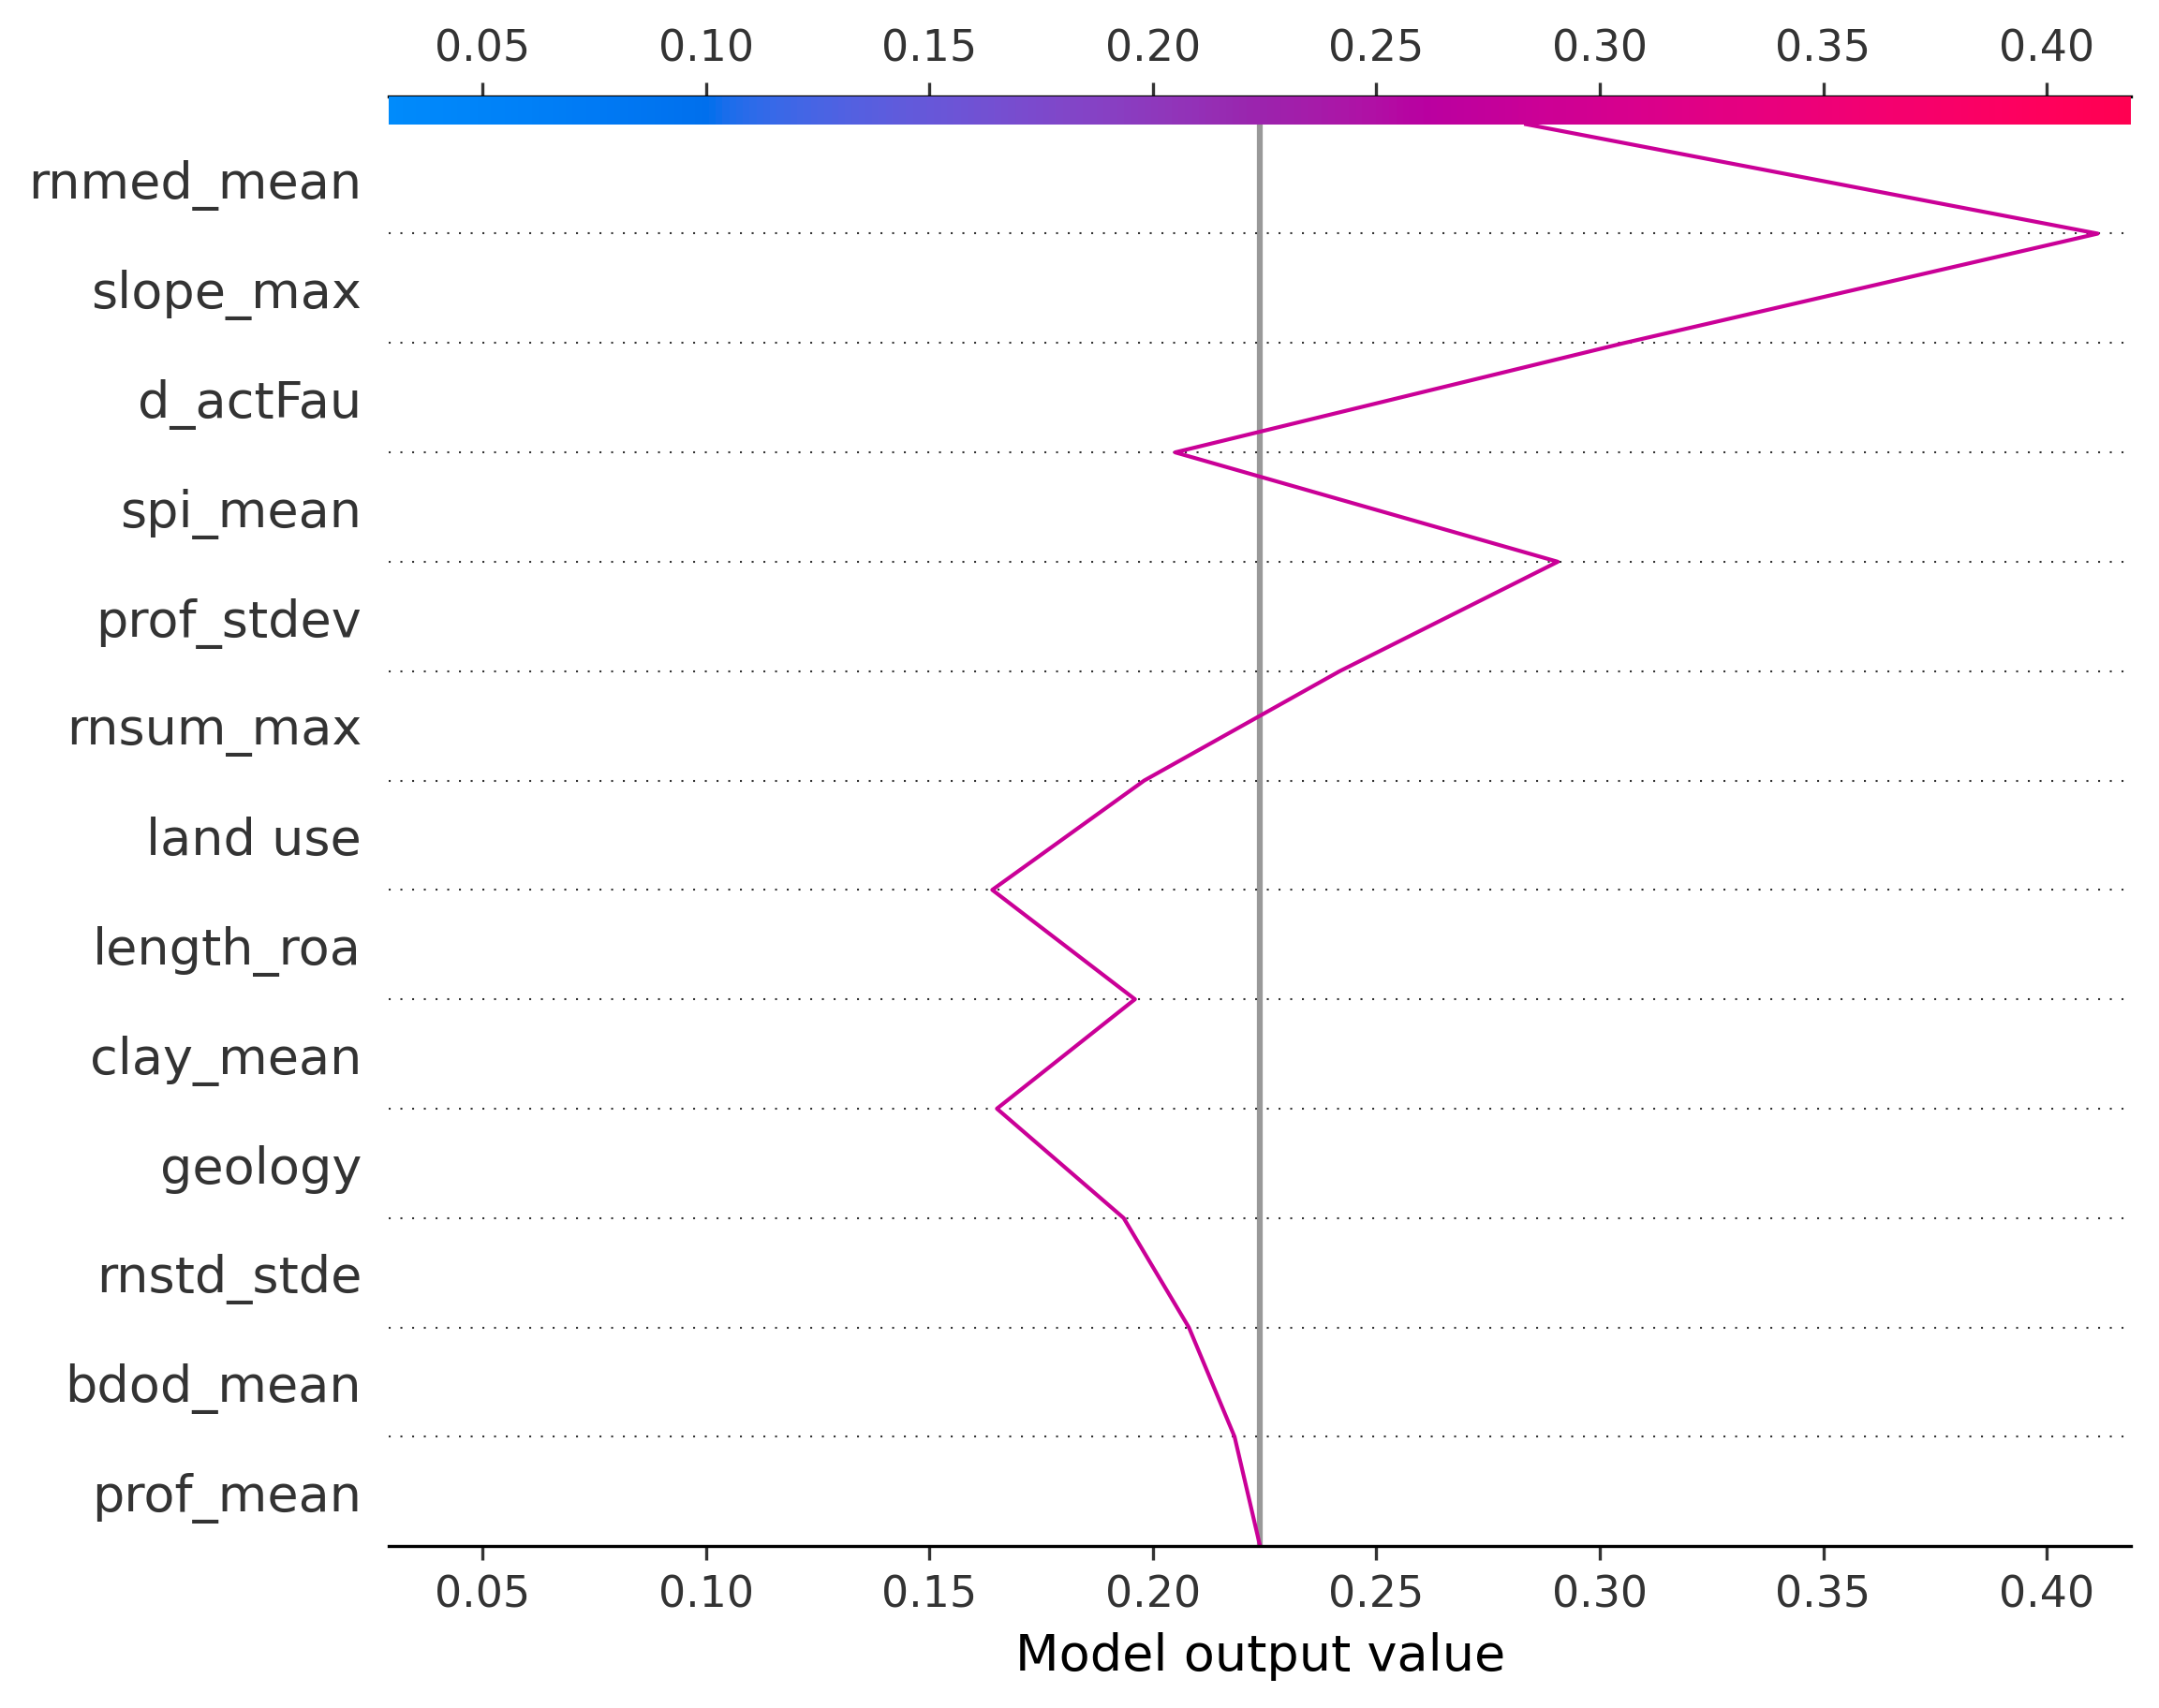 0.05 0.10 0.15 0.20 0.25 0.30 0.35 0.40
rnmed_mean
slope_max
d_actFau
spi_mean
prof_stdev
rnsum_max
land use
length_roa
clay_mean
geology
rnstd_stde
bdod_mean
prof_mean
0.05 0.10 0.15 0.20 0.25 0.30 0.35 0.40
Model output value